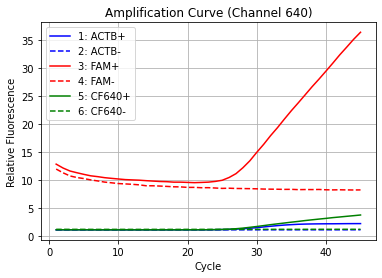 Amplification Curve (Channel 640)
1: ACTB+
2: ACTB-
3: FAM+
4: FAM-
5: CF640+
6: CF640-
Relative Fluorescence
35
30
25
20
15
10
5
0
0 10 20 30 40
Cycle